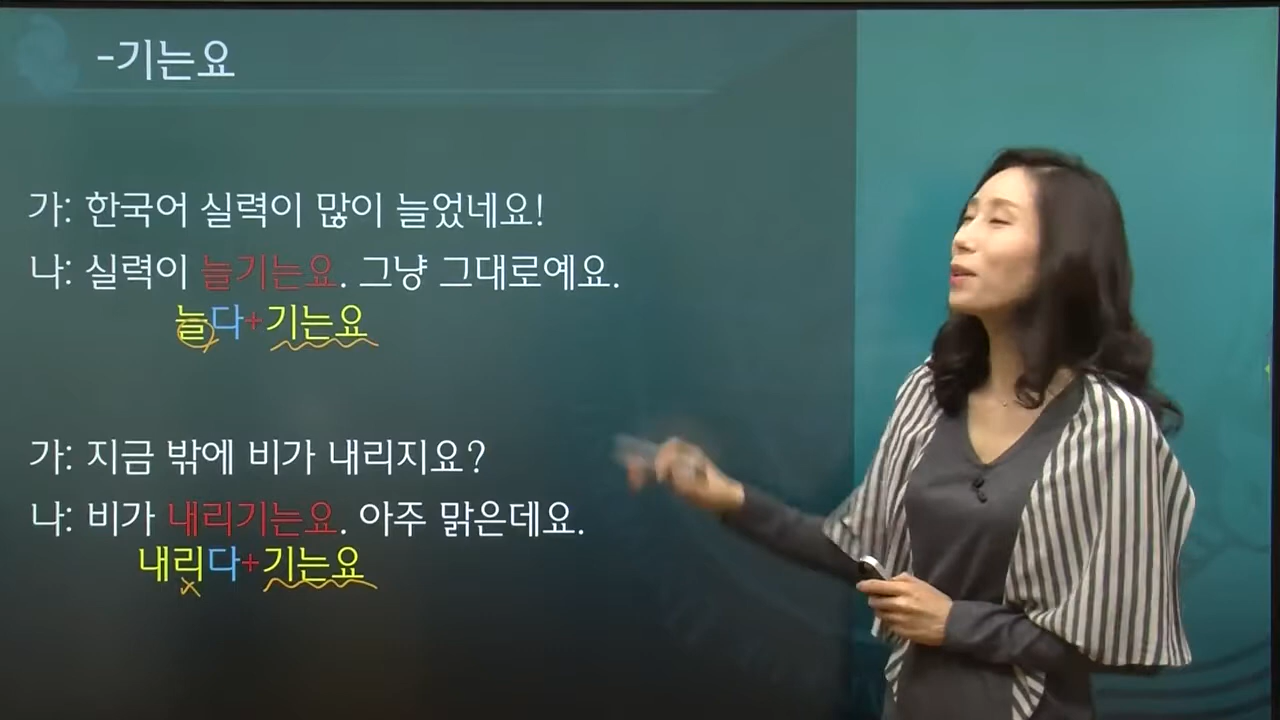 -기는요
가: 한국어 실력이 많이 늘었네요!
나: 실력이 늘기는요. 그냥 그대로예요.
늘다+기는요
가: 지금 밖에 비가 내리지요?
나: 비가 내리기는요. 아주 맑은데요.
내리다+기는요